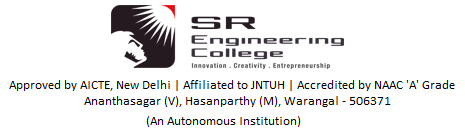 SR
Engineering
College
Innovation . Creativity . Entrepreneurship
Approved by AICTE, New Delhi | Affiliated to JNTUH | Accredited by NAAC 'A' Grade
Ananthasagar (V), Hasanparthy (M), Warangal - 506371
(An Autonomous Institution)